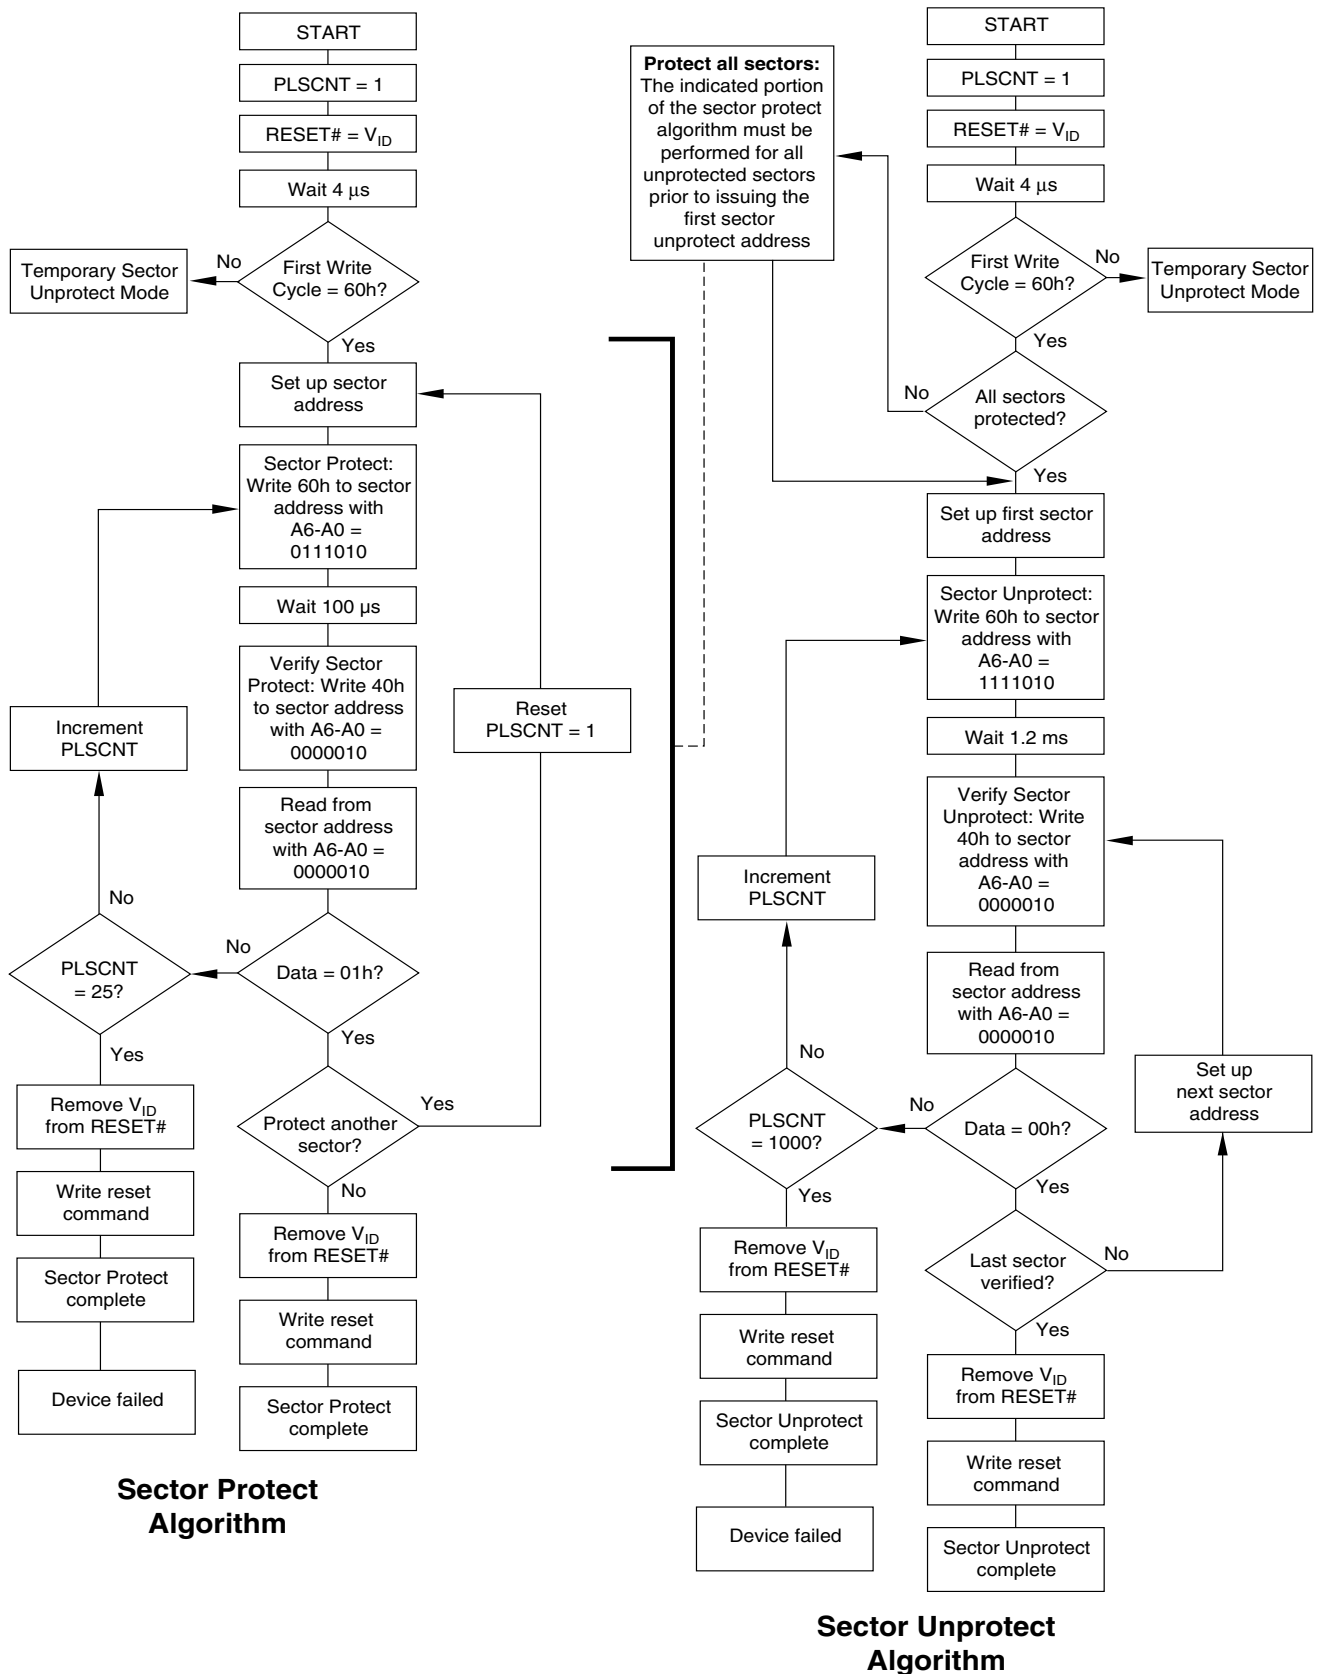 START
PLSCNT = 1
RESET# = VID
Wait 4 μs
First Write
Cycle = 60h?
No
Temporary Sector
Unprotect Mode
Yes
Set up sector
address
Sector Protect:
Write 60h to sector
address with
A6-A0 =
0111010
Wait 100 µs
Verify Sector
Protect: Write 40h
to sector address
with A6-A0 =
0000010
Reset
PLSCNT = 1
Increment
PLSCNT
Read from
sector address
with A6-A0 =
0000010
No
No
PLSCNT
= 25?
Data = 01h?
Yes
Yes
Remove VID
from RESET#
Protect another
sector?
Yes
Write reset
command
No
Remove VID
from RESET#
Sector Protect
complete
Write reset
command
Device failed
Sector Protect
complete
Sector Protect
Algorithm
Protect all sectors:
The indicated portion
of the sector protect
algorithm must be
performed for all
unprotected sectors
prior to issuing the
first sector
unprotect address
START
PLSCNT = 1
RESET# = VID
Wait 4 μs
First Write
Cycle = 60h?
No
Temporary Sector
Unprotect Mode
Yes
No
All sectors
protected?
Yes
Set up first sector
address
Sector Unprotect:
Write 60h to sector
address with
A6-A0 =
1111010
Wait 1.2 ms
Verify Sector
Unprotect: Write
40h to sector
address with
A6-A0 =
0000010
Increment
PLSCNT
Read from
sector address
with A6-A0 =
0000010
No
Set up
next sector
address
No
PLSCNT
= 1000?
Data = 00h?
Yes
Yes
Remove VID
from RESET#
Last sector
verified?
No
Write reset
command
Yes
Remove VID
from RESET#
Sector Unprotect
complete
Write reset
command
Device failed
Sector Unprotect
complete
Sector Unprotect
Algorithm